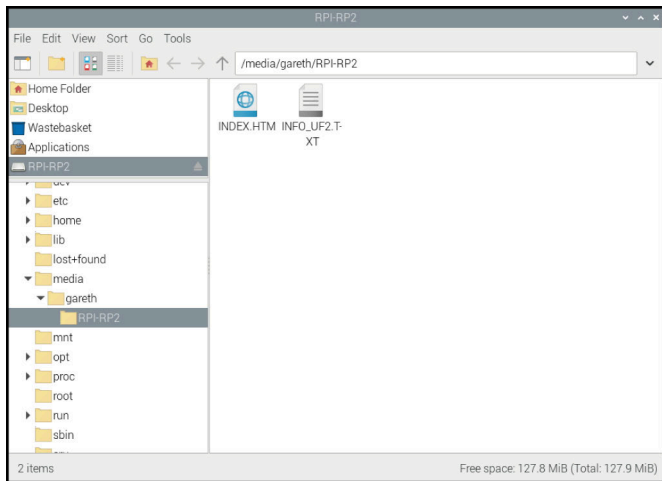 RPI-RP2
File Edit View Sort Go Tools
/media/gareth/RPI-RP2
Home Folder
Desktop
Wastebasket
Applications
RPI-RP2
etc
home
lib
lost+found
media
gareth
RPI-RP2
mnt
opt
proc
root
run
sbin
INDEX.HTM INFO_UF2.T-
XT
2 items
Free space: 127.8 MiB (Total: 127.9 MiB)